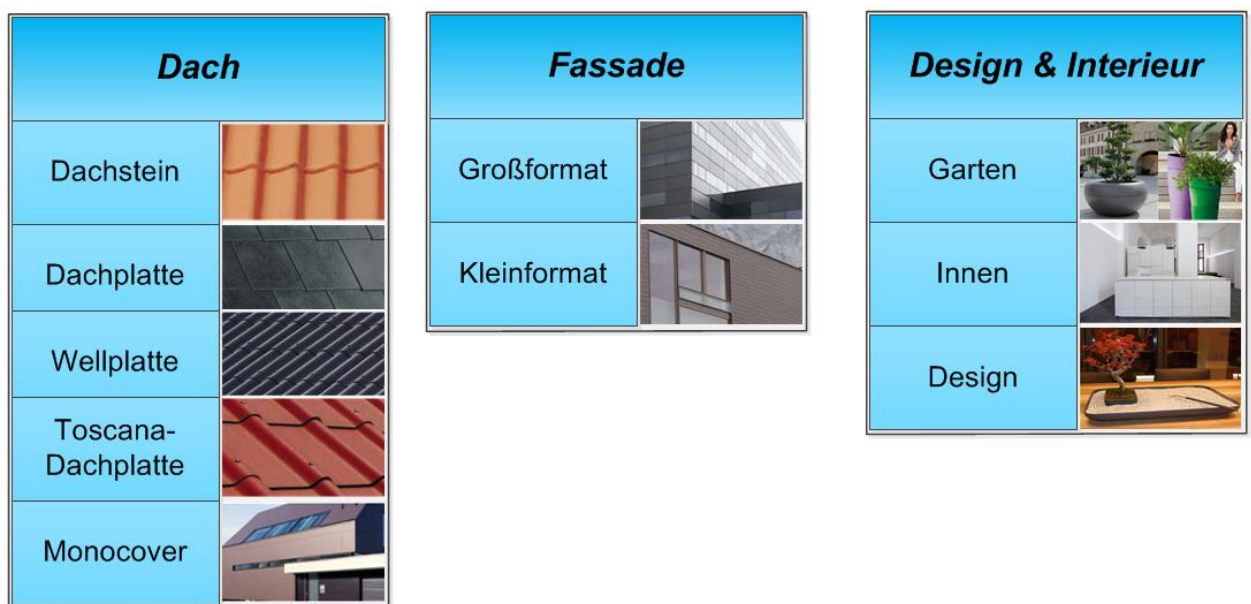 Dach
Dachstein
Dachplatte
Wellplatte
Toscana-
Dachplatte
Monocover
Fassade
Großformat
Kleinformat
Design & Interieur
Garten
Innen
Design